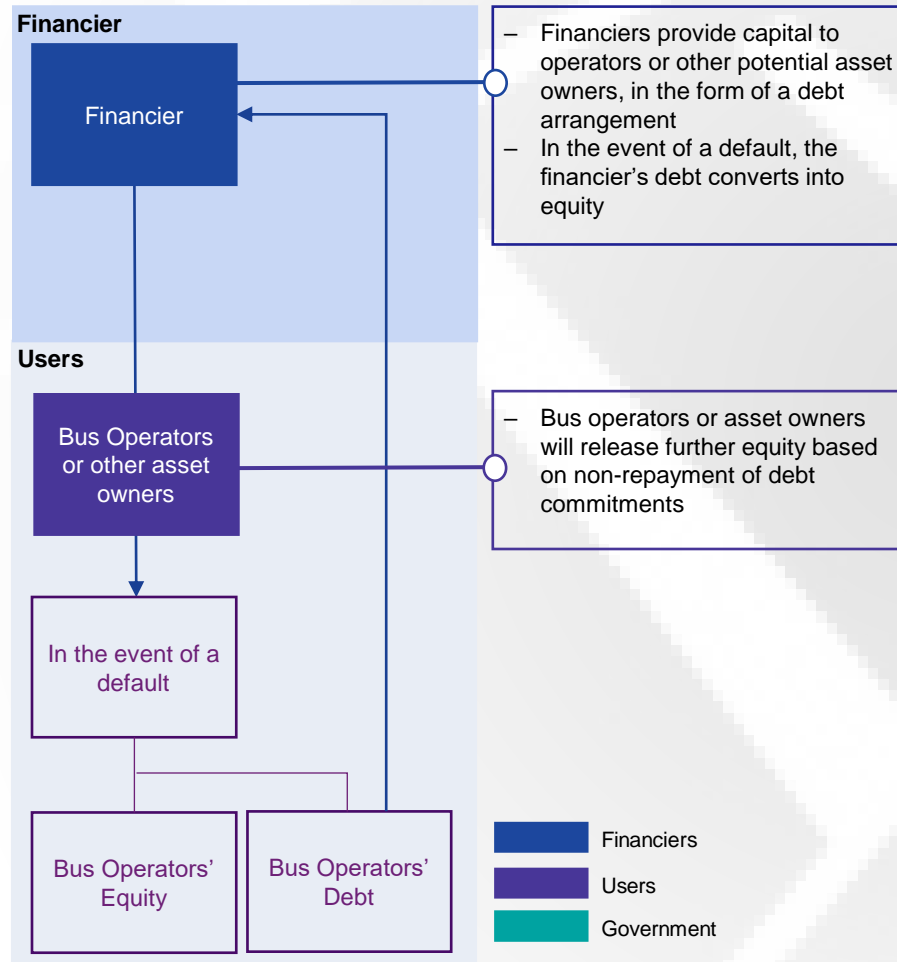 Financier
Financier
– Financiers provide capital to
operators or other potential asset
owners, in the form of a debt
arrangement
– In the event of a default, the
financier’s debt converts into
equity
Users
Bus Operators
or other asset
owners
– Bus operators or asset owners
will release further equity based
on non-repayment of debt
commitments
In the event of a
default
Bus Operators’
Equity
Bus Operators’
Debt
Financiers
Users
Government